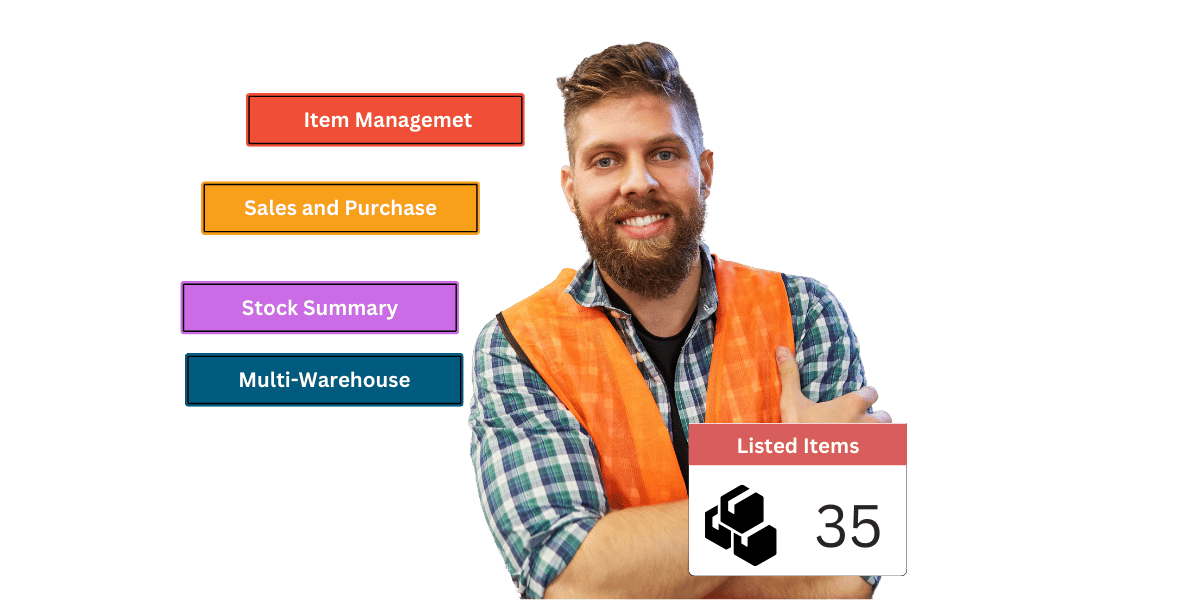 Item Managemet
Sales and Purchase
Stock Summary
Multi-Warehouse
Listed Items
35